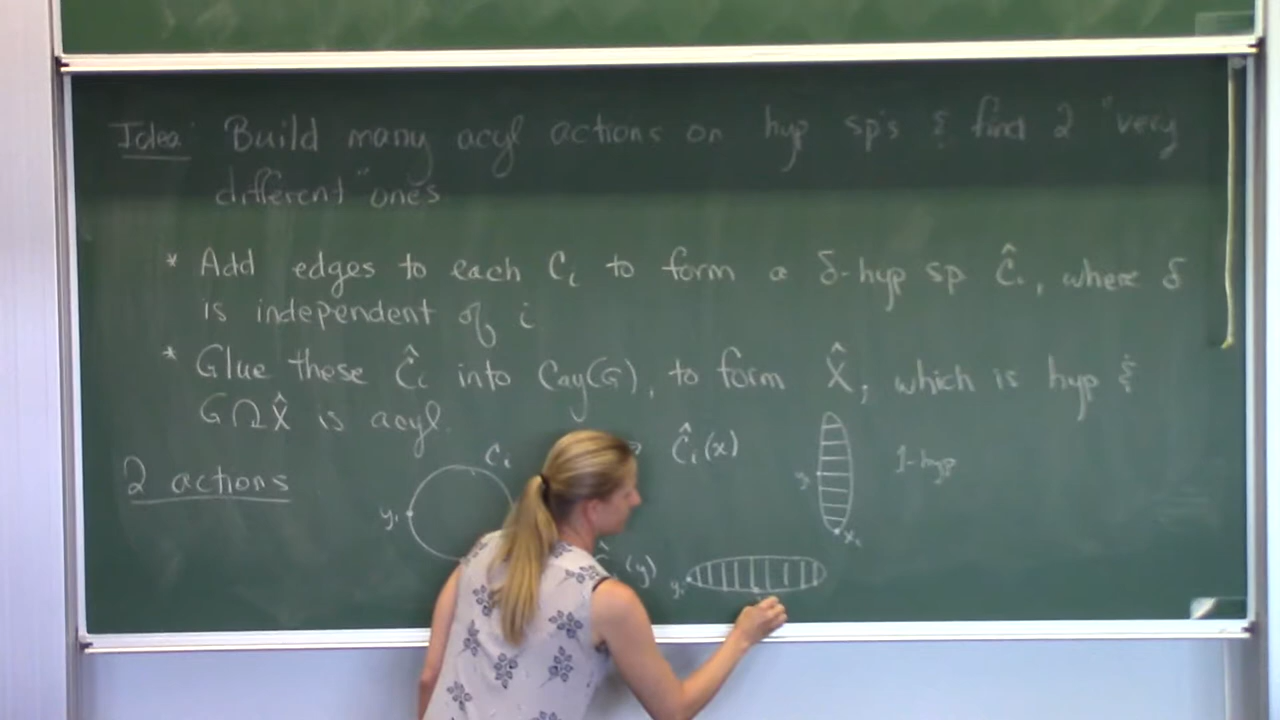 Idea: Build many acyl actions on hyp sp's & find 2 "very
different" ones
* Add edges to each Cᵢ to form a δ-hyp sp Ĉᵢ, where δ
is independent of i
* Glue these Ĉᵢ into Cay(G), to form X̂, which is hyp &
G↷X̂ is acyl.
2 actions
Cᵢ
Ĉᵢ(x)
1-hyp
yᵢ
xᵢ
(y)
yᵢ